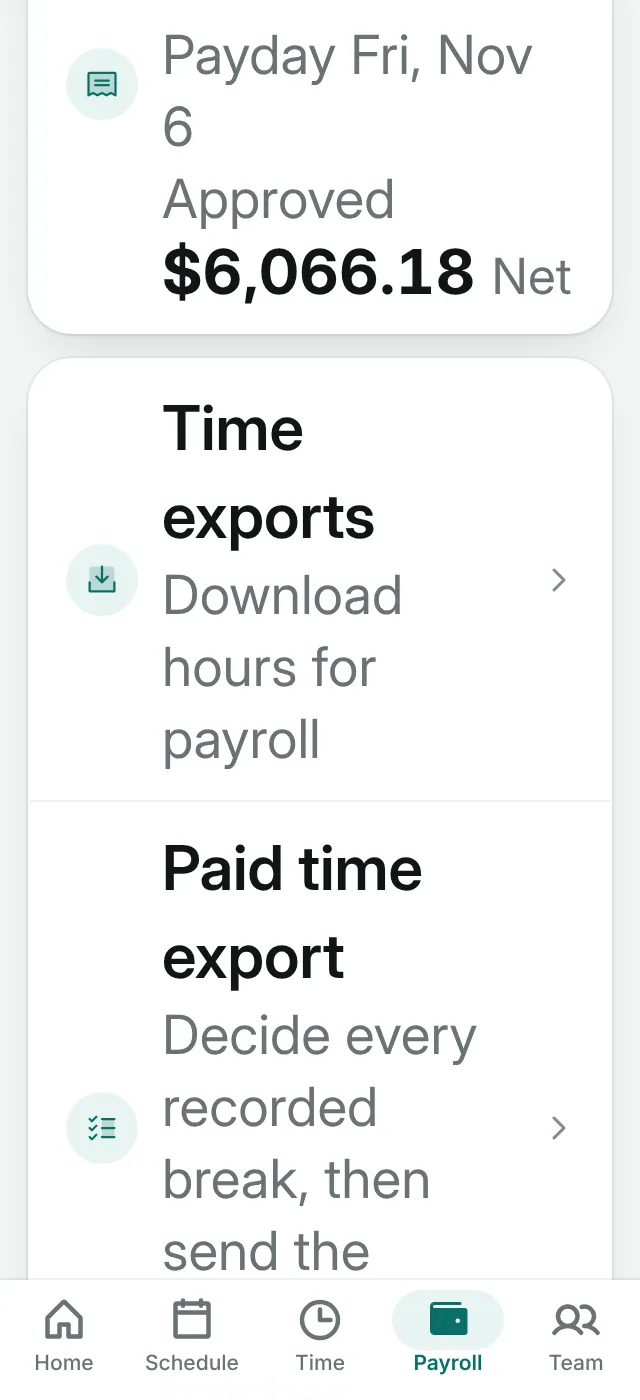 Payday Fri, Nov
6
Approved
$6,066.18 Net
Time
exports
Download
hours for
payroll
Paid time
export
Decide every
recorded
break, then
send the
Home
Schedule
Time
Payroll
Team